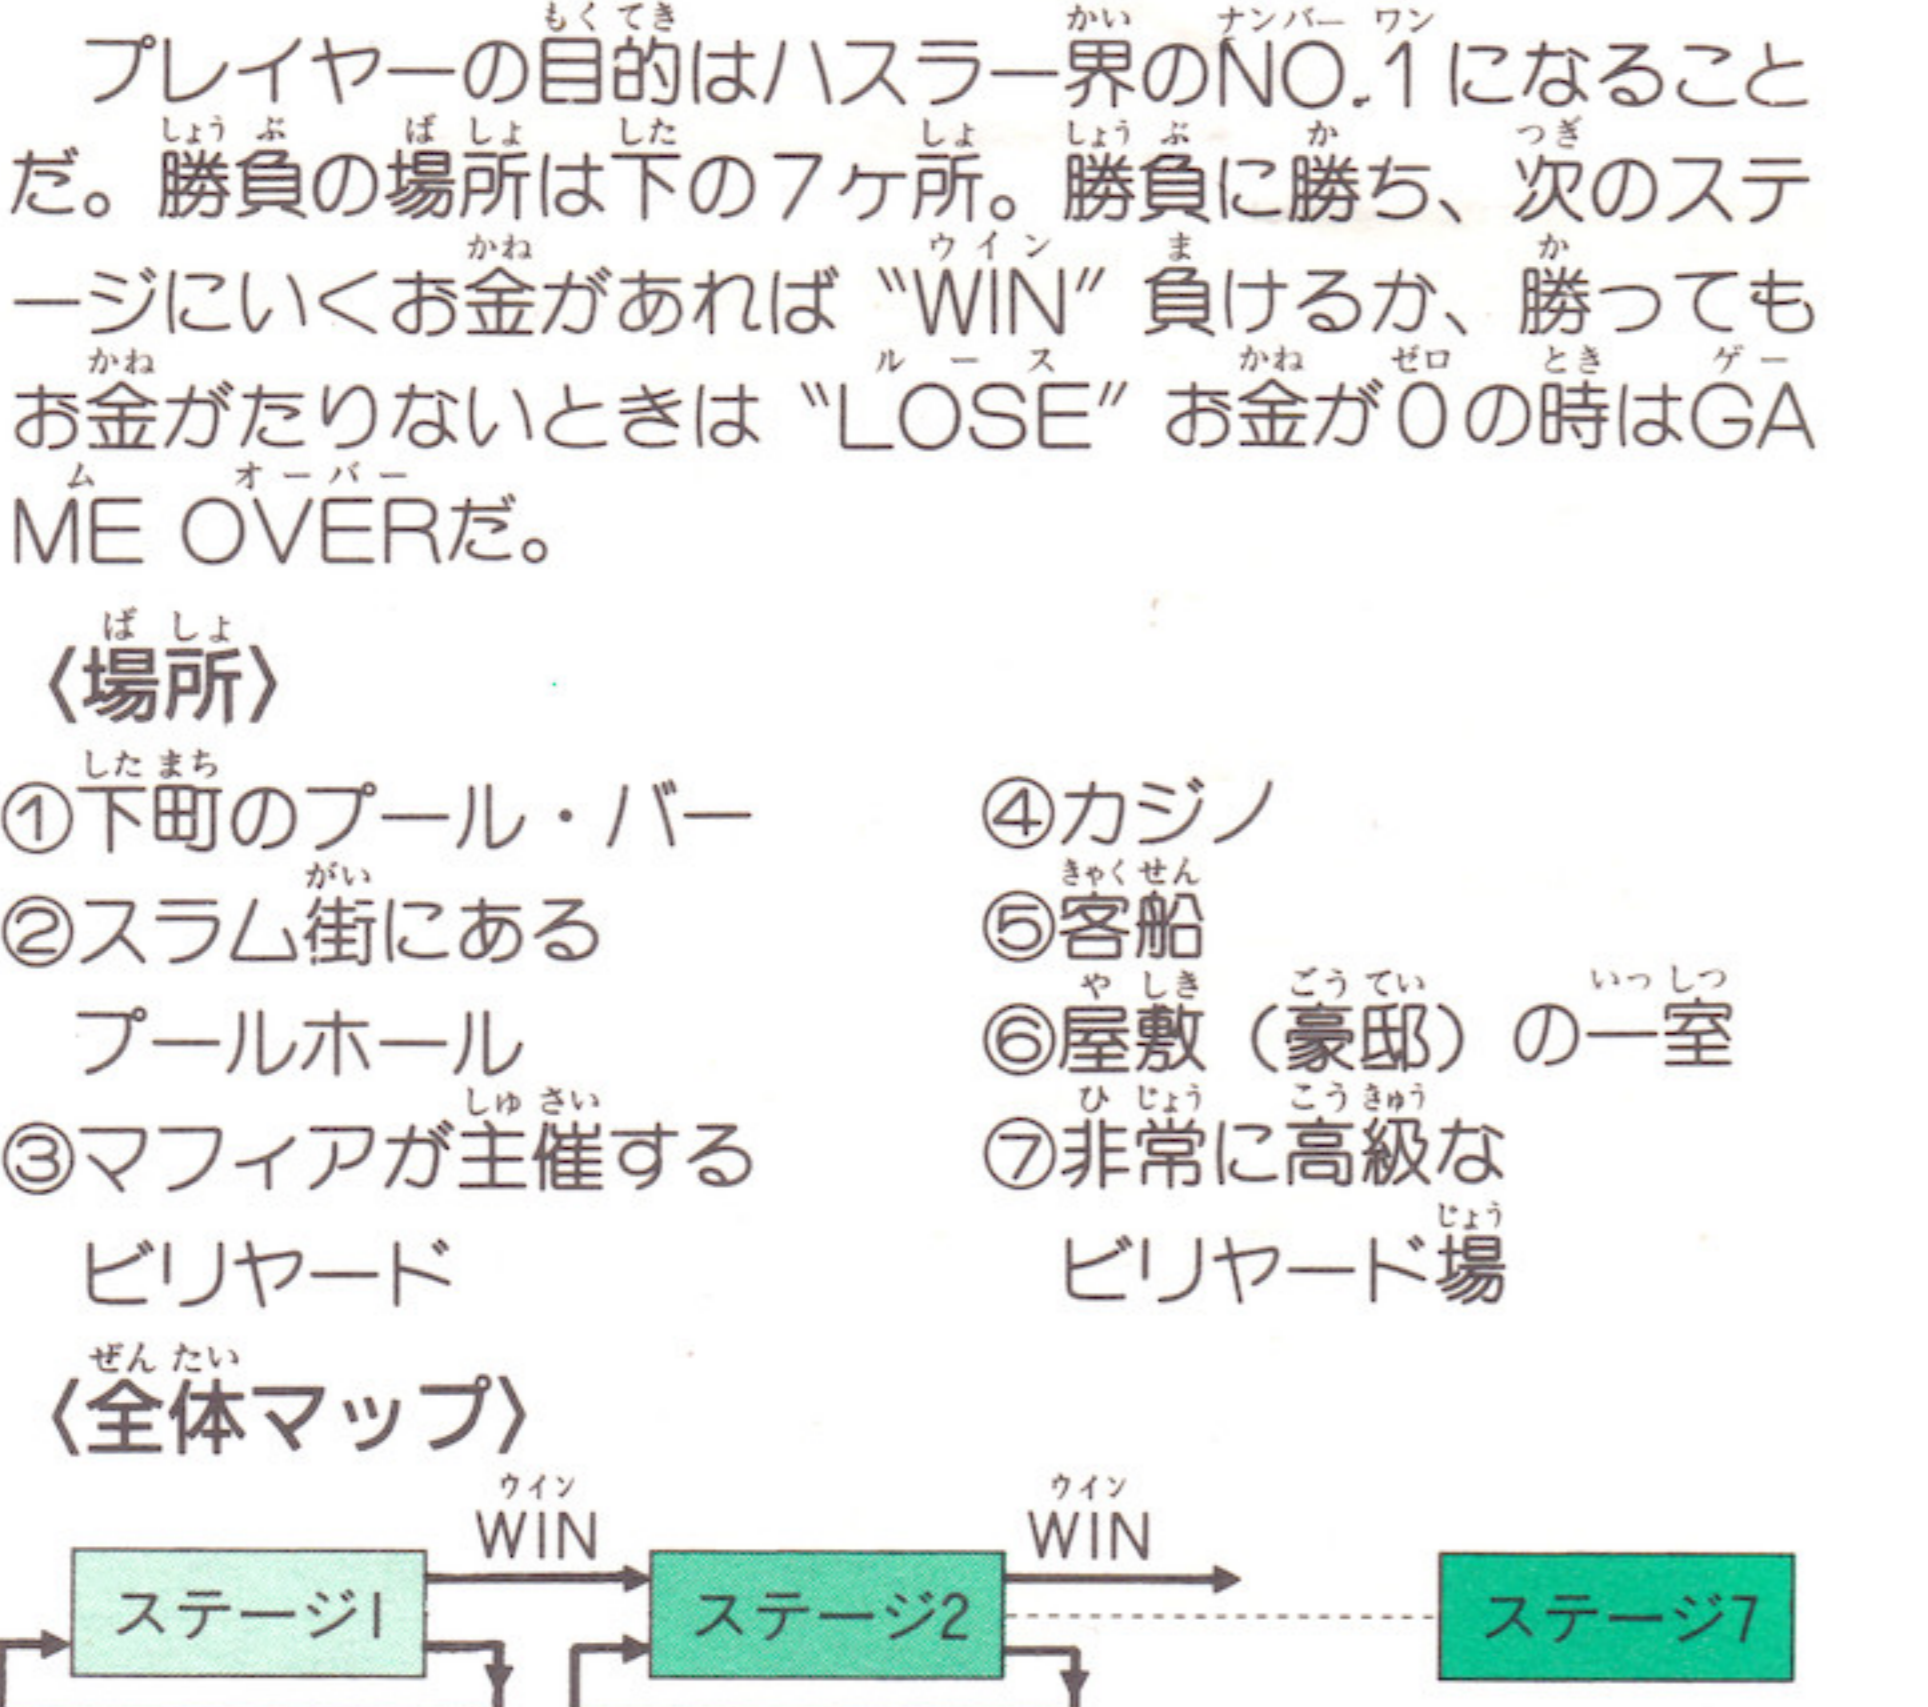 プレイヤーの目的はハスラー界のNO.1になること
だ。勝負の場所は下の7ヶ所。勝負に勝ち、次のステ
ージにいくお金があれば〝WIN〞負けるか、勝っても
お金がたりないときは〝LOSE〞お金が0の時はGA
ME OVERだ。
〈場所〉
①下町のプール・バー
②スラム街にある
プールホール
③マフィアが主催する
ビリヤード
④カジノ
⑤客船
⑥屋敷（豪邸）の一室
⑦非常に高級な
ビリヤード場
〈全体マップ〉
WIN
WIN
ステージ1
ステージ2
ステージ7